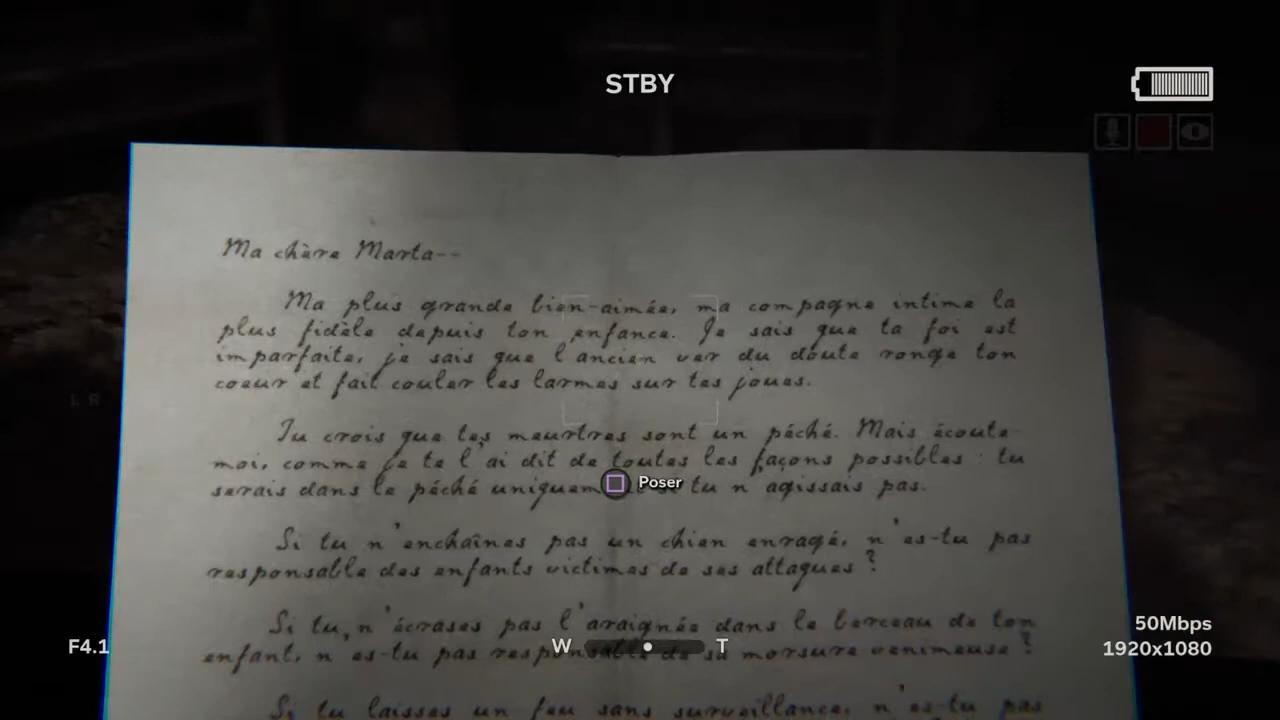 STBY
Ma chère Marta--
Ma plus grande bien-aimée, ma compagne intime la
plus fidèle depuis ton enfance. Je sais que ta foi est
imparfaite, je sais que l'ancien ver du doute ronge ton
coeur et fait couler les larmes sur tes joues.
Tu crois que tes meurtres sont un péché. Mais écoute-
moi, comme je te l'ai dit de toutes les façons possibles : tu
serais dans le péché uniquement si tu n'agissais pas.
Poser
Si tu n'enchaînes pas un chien enragé, n'es-tu pas
responsable des enfants victimes de ses attaques ?
Si tu n'écrases pas l'araignée dans le berceau de ton
enfant, n'es-tu pas responsable de sa morsure venimeuse ?
Si tu laisses un feu sans surveillance, n'es-tu pas
L R
F4.1
W T
50Mbps
1920x1080